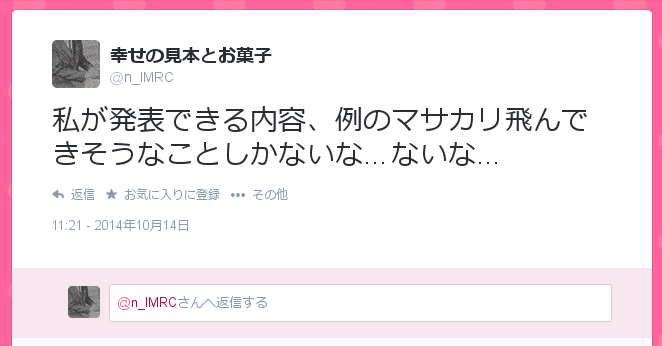 幸せの見本とお菓子
@n_IMRC
私が発表できる内容、例のマサカリ飛んで
きそうなことしかないな...ないな...
返信 お気に入りに登録 その他
11:21 - 2014年10月14日
@n_IMRCさんへ返信する